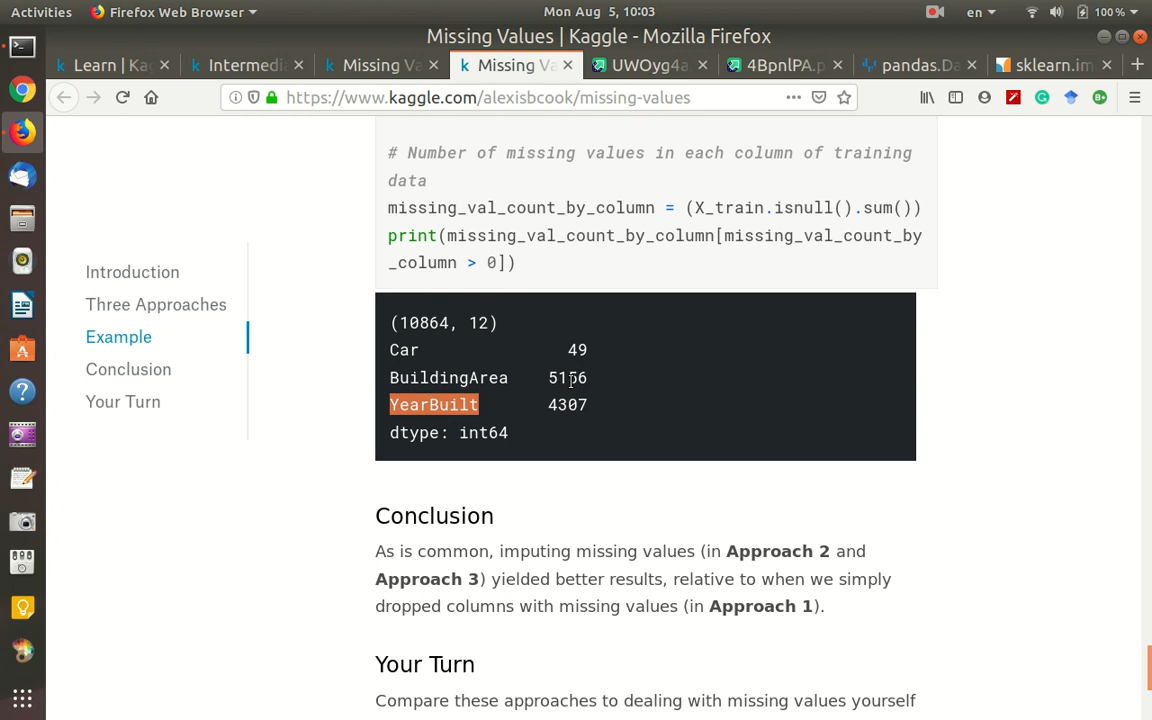 Activities Firefox Web Browser Mon Aug 5, 10:03 en 100 %
Missing Values | Kaggle - Mozilla Firefox
Learn | Ka Intermedi Missing Va Missing Va UWOyg4a 4BpnlPA.p pandas.Da sklearn.im
https://www.kaggle.com/alexisbcook/missing-values
# Number of missing values in each column of training
data
missing_val_count_by_column = (X_train.isnull().sum())
print(missing_val_count_by_column[missing_val_count_by
_column > 0])
Introduction
Three Approaches
Example
Conclusion
Your Turn
(10864, 12)
Car 49
BuildingArea 5156
YearBuilt 4307
dtype: int64
Conclusion
As is common, imputing missing values (in Approach 2 and
Approach 3) yielded better results, relative to when we simply
dropped columns with missing values (in Approach 1).
Your Turn
Compare these approaches to dealing with missing values yourself